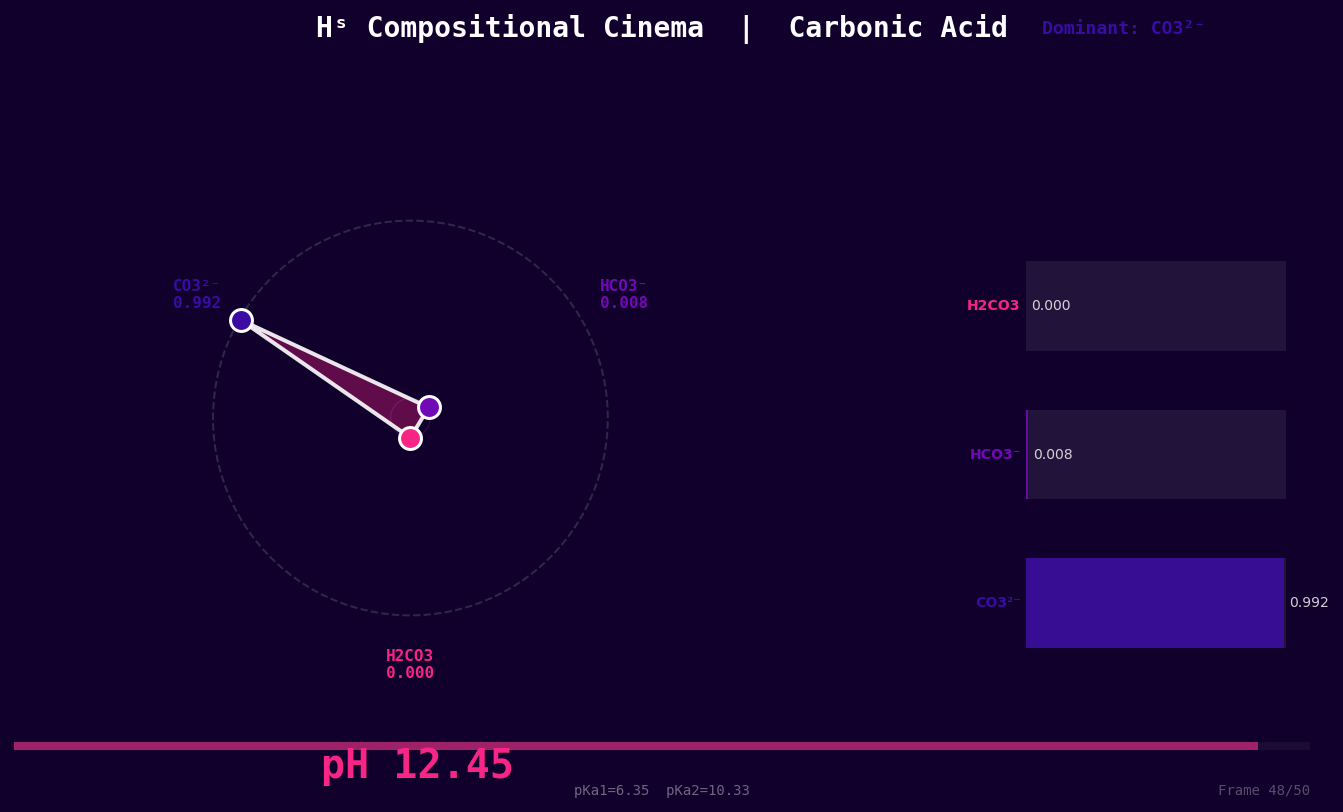 Hˢ Compositional Cinema | Carbonic Acid
Dominant: CO3²⁻
CO3²⁻
0.992
HCO3⁻
0.008
H2CO3
0.000
H2CO3 0.000
HCO3⁻ 0.008
CO3²⁻ 0.992
pH 12.45
pKa1=6.35 pKa2=10.33
Frame 48/50